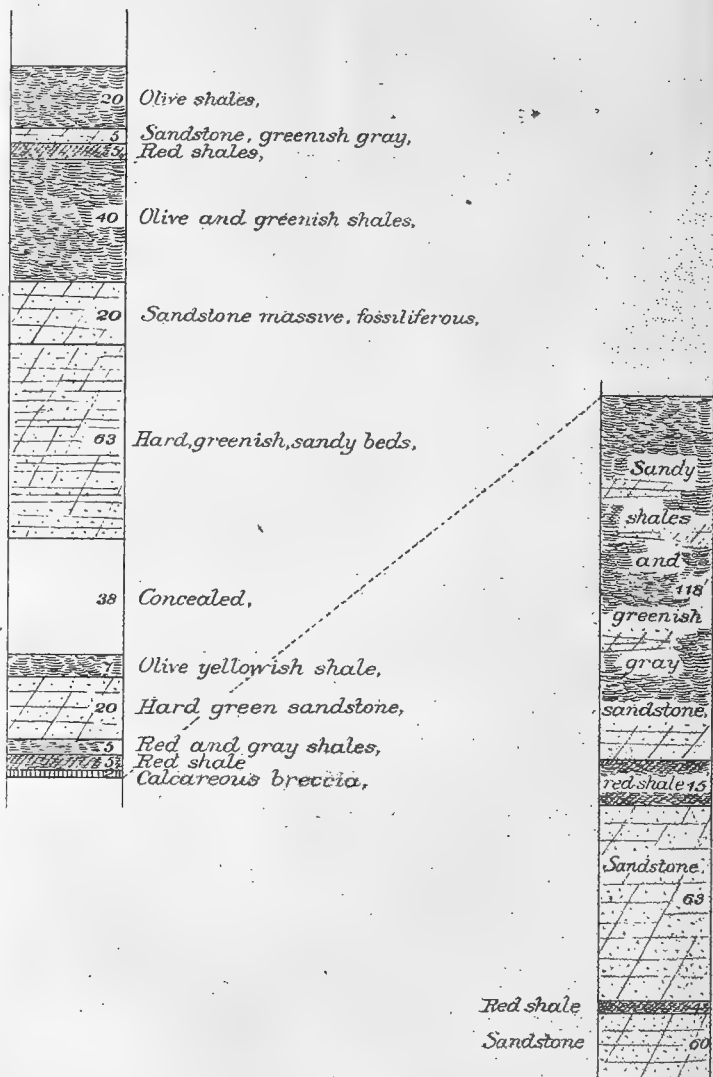 20 Olive shales,
5 Sandstone, greenish gray,
5 Red shales,
40 Olive and greenish shales,
20 Sandstone massive, fossiliferous,
63 Hard, greenish, sandy beds,
38 Concealed,
7 Olive yellowish shale,
20 Hard green sandstone,
5 Red and gray shales,
5 Red shale
2 Calcareous breccia,
Sandy
shales
and
118'
greenish
gray
sandstone,
red shale 15
Sandstone,
63
Red shale
Sandstone 60